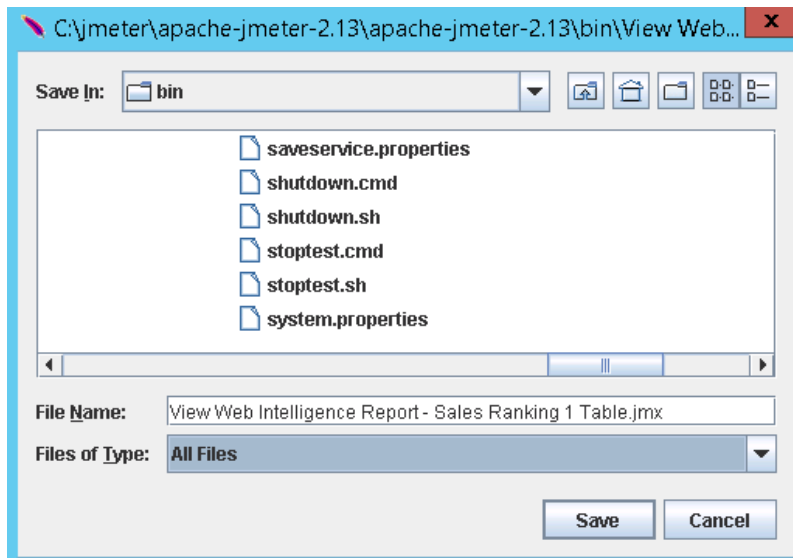 C:\jmeter\apache-jmeter-2.13\apache-jmeter-2.13\bin\View Web...
x
Save In: bin
saveservice.properties
shutdown.cmd
shutdown.sh
stoptest.cmd
stoptest.sh
system.properties
File Name: View Web Intelligence Report - Sales Ranking 1 Table.jmx
Files of Type: All Files
Save Cancel